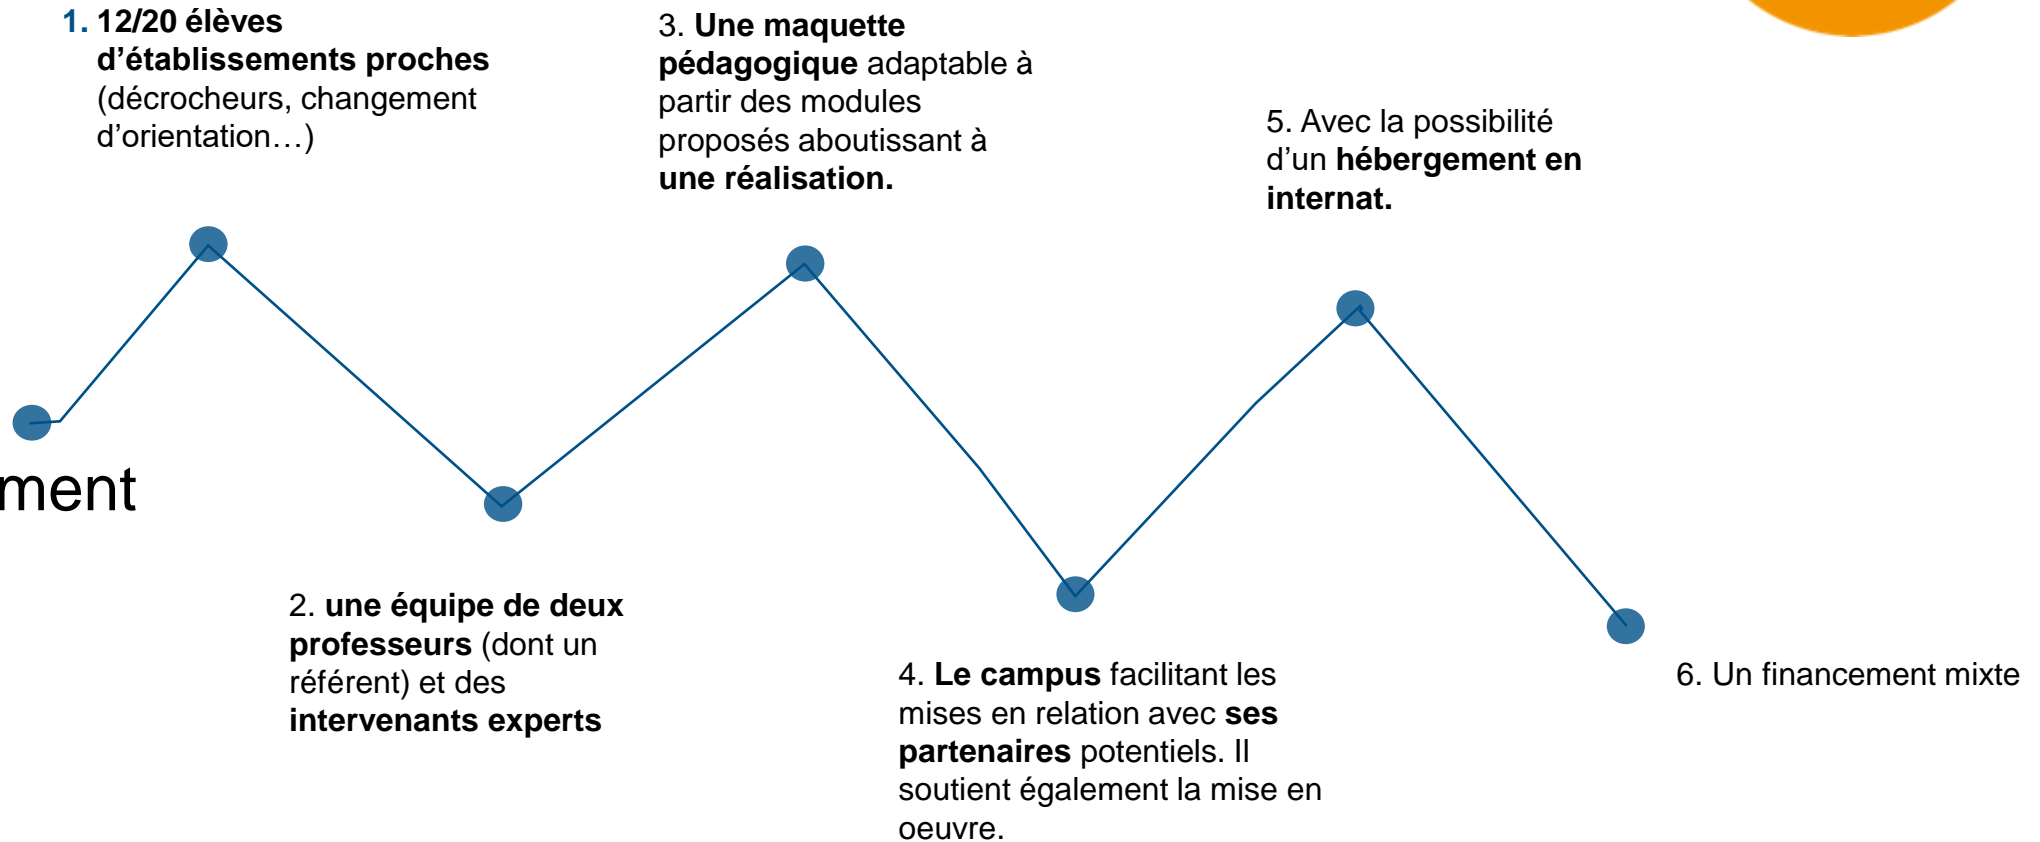 1. 12/20 élèves
d’établissements proches
(décrocheurs, changement
d’orientation…)
3. Une maquette
pédagogique adaptable à
partir des modules
proposés aboutissant à
une réalisation.
5. Avec la possibilité
d’un hébergement en
internat.
ment
2. une équipe de deux
professeurs (dont un
référent) et des
intervenants experts
4. Le campus facilitant les
mises en relation avec ses
partenaires potentiels. Il
soutient également la mise en
oeuvre.
6. Un financement mixte